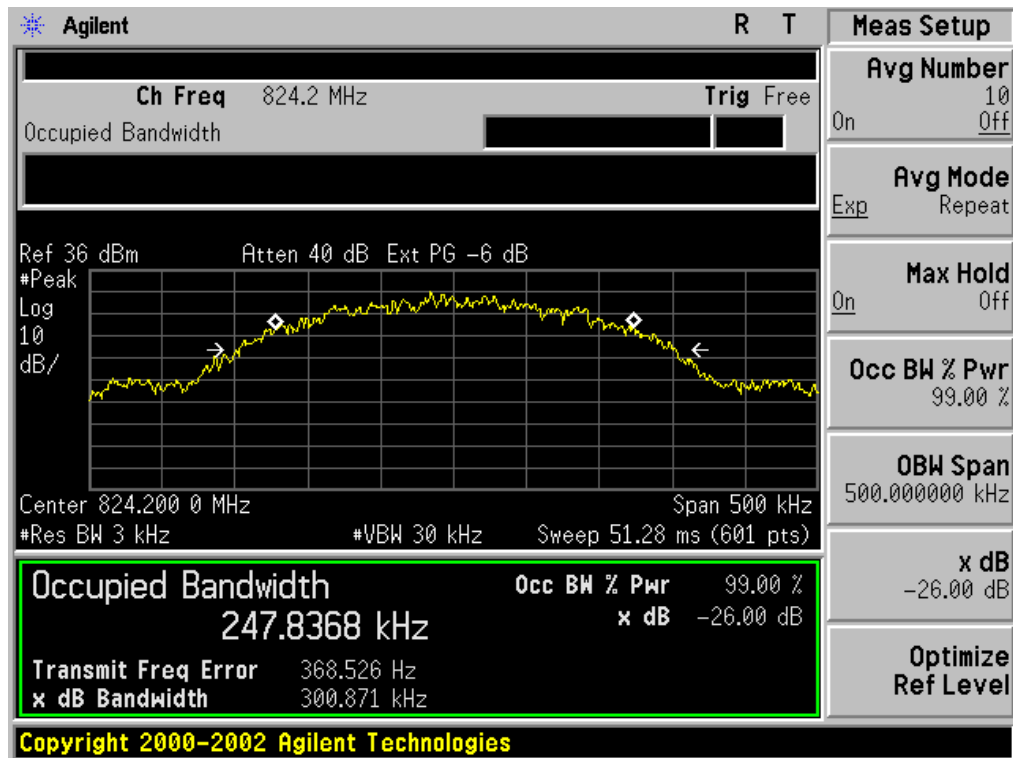 Agilent R T
Ch Freq 824.2 MHz Trig Free
Occupied Bandwidth
Ref 36 dBm Atten 40 dB Ext PG -6 dB
#Peak
Log
10
dB/
Center 824.200 0 MHz Span 500 kHz
#Res BW 3 kHz #VBW 30 kHz Sweep 51.28 ms (601 pts)
Occupied Bandwidth Occ BW % Pwr 99.00 %
247.8368 kHz x dB -26.00 dB
Transmit Freq Error 368.526 Hz
x dB Bandwidth 300.871 kHz
Copyright 2000-2002 Agilent Technologies
Meas Setup
Avg Number
10
On Off
Avg Mode
Exp Repeat
Max Hold
On Off
Occ BW % Pwr
99.00 %
OBW Span
500.000000 kHz
x dB
-26.00 dB
Optimize
Ref Level